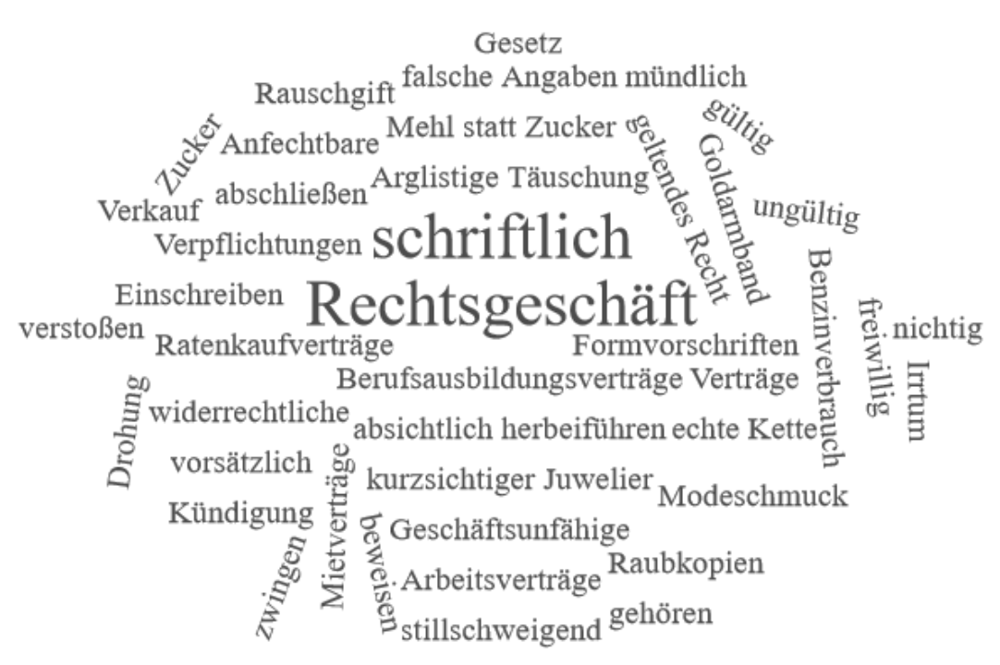 Gesetz
falsche Angaben mündlich
Rauschgift
gültig
Zucker
Anfechtbare
Mehl statt Zucker
geltendes Recht
Goldarmband
Arglistige Täuschung
abschließen
Verkauf
ungültig
Verpflichtungen
schriftlich
Einschreiben
Rechtsgeschäft
Benzinverbrauch
freiwillig
nichtig
verstoßen
Ratenkaufverträge
Formvorschriften
Irrtum
Berufsausbildungsverträge Verträge
Drohung
widerrechtliche
absichtlich herbeiführen echte Kette
vorsätzlich
Mietverträge
kurzsichtiger Juwelier
Modeschmuck
Kündigung
zwingen
beweisen
Geschäftsunfähige
Raubkopien
Arbeitsverträge
gehören
stillschweigend